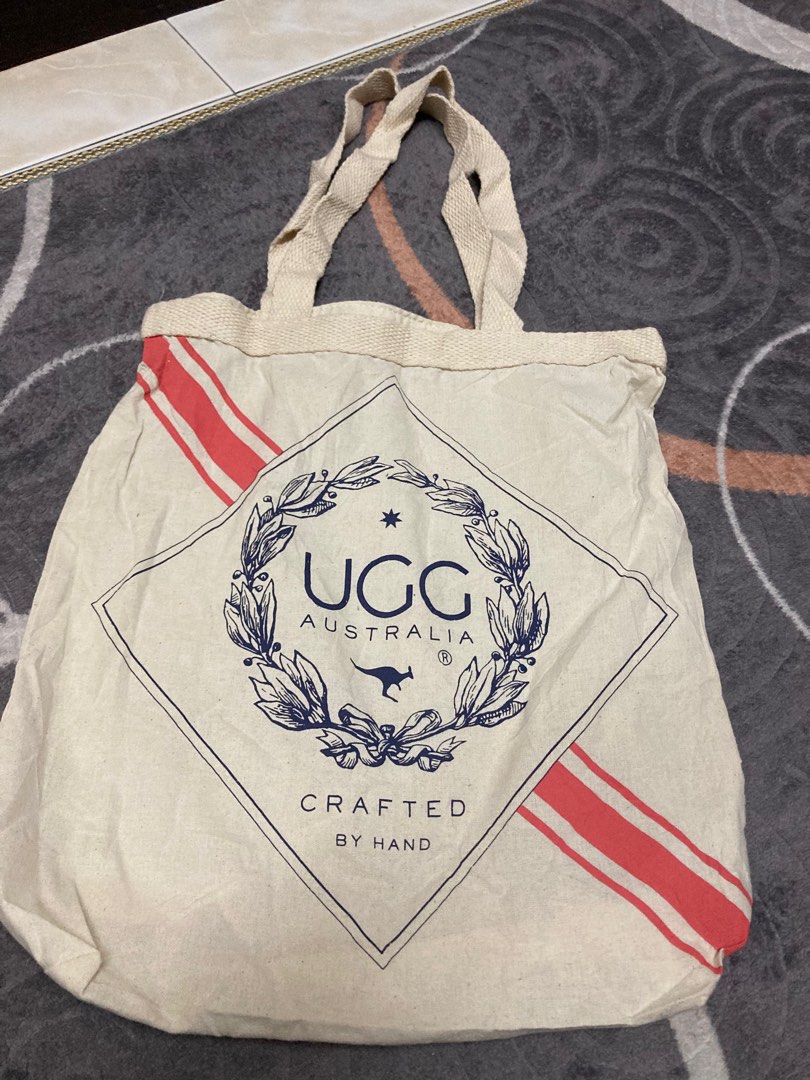 UGG
AUSTRALIA
®
CRAFTED
BY HAND